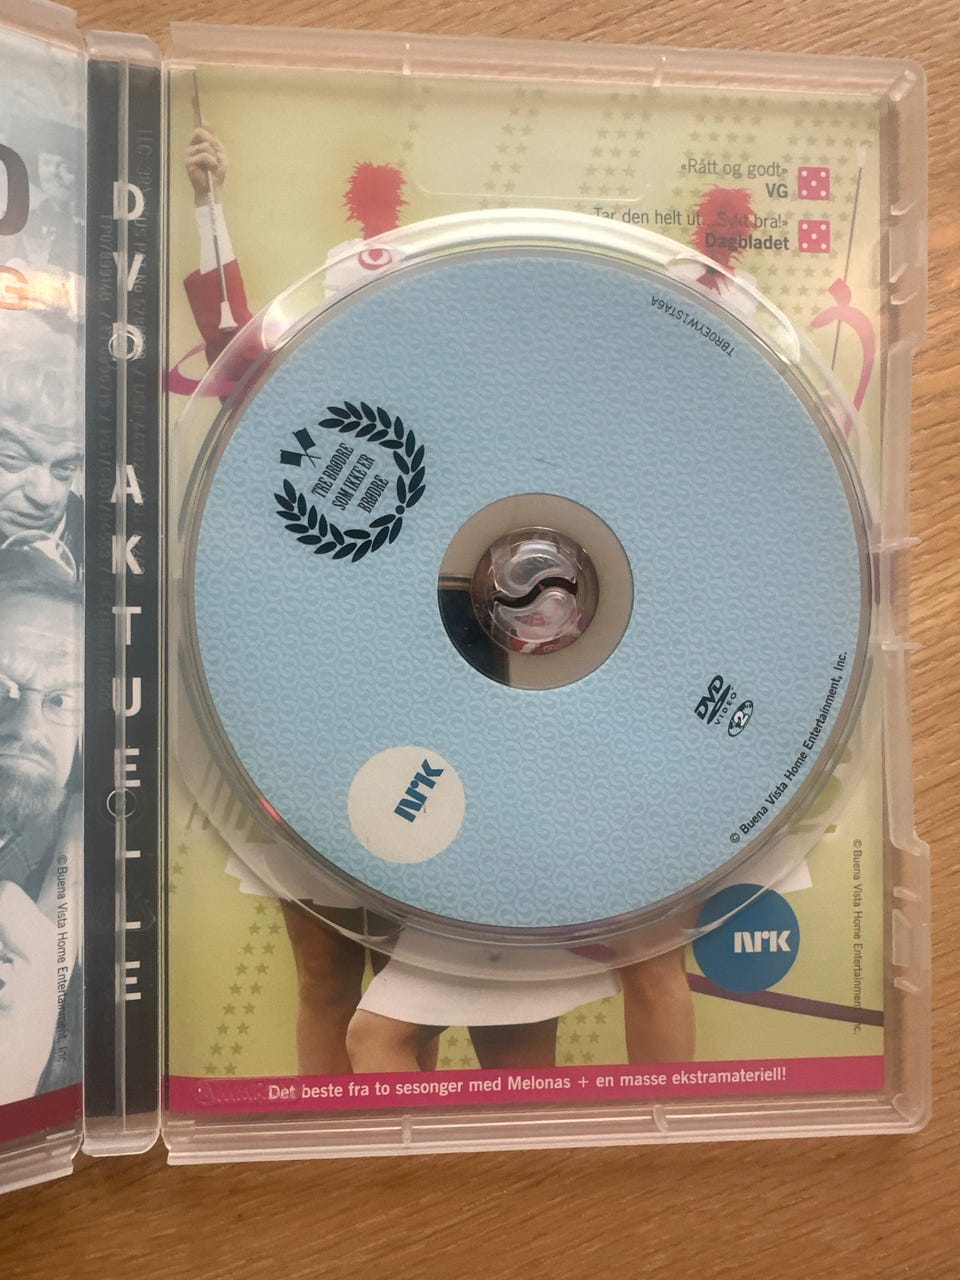 DVD AKTUELLE
«Rått og godt»
VG
Tar den helt ut...Sykt bra!»
Dagbladet
TBROEYW1STA6A
TRE BRØDRE
SOM IKKE ER
BRØDRE
DVD
VIDEO
2
© Buena Vista Home Entertainment, Inc.
NRK
NRK
© Buena Vista Home Entertainment, Inc.
© Buena Vista Home Entertainment, Inc.
Det beste fra to sesonger med Melonas + en masse ekstramateriell!